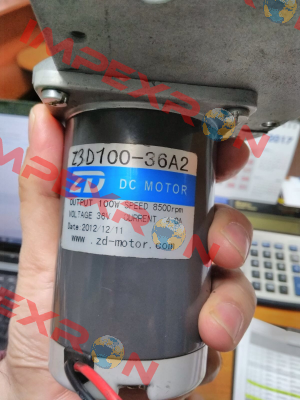 Z3D100-36A2
ZD DC MOTOR
OUTPUT 100W SPEED 8500rpm
VOLTAGE 36V CURRENT
Date 2012 12 11
www.zd-motor.com
IMPEXRON
IMPEXRON